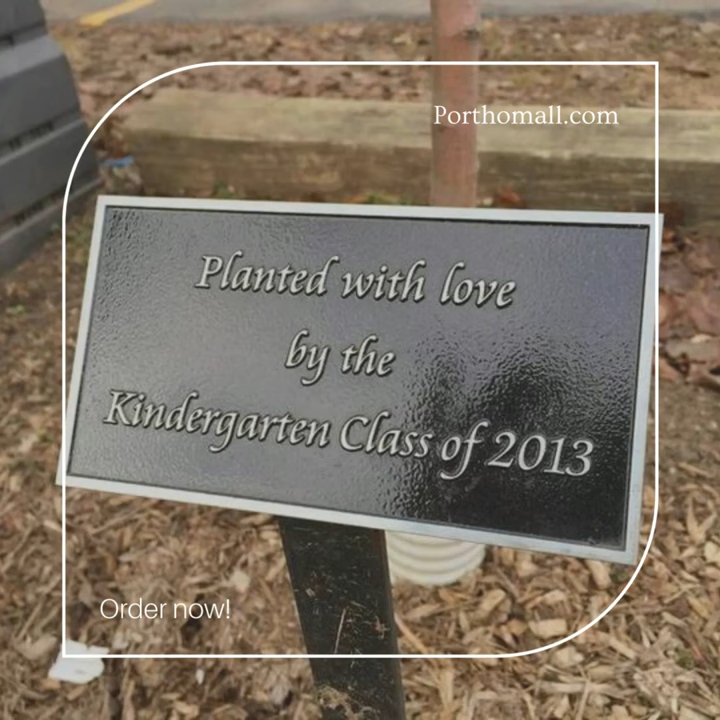 Porthomall.com
Planted with love
by the
Kindergarten Class of 2013
Order now!